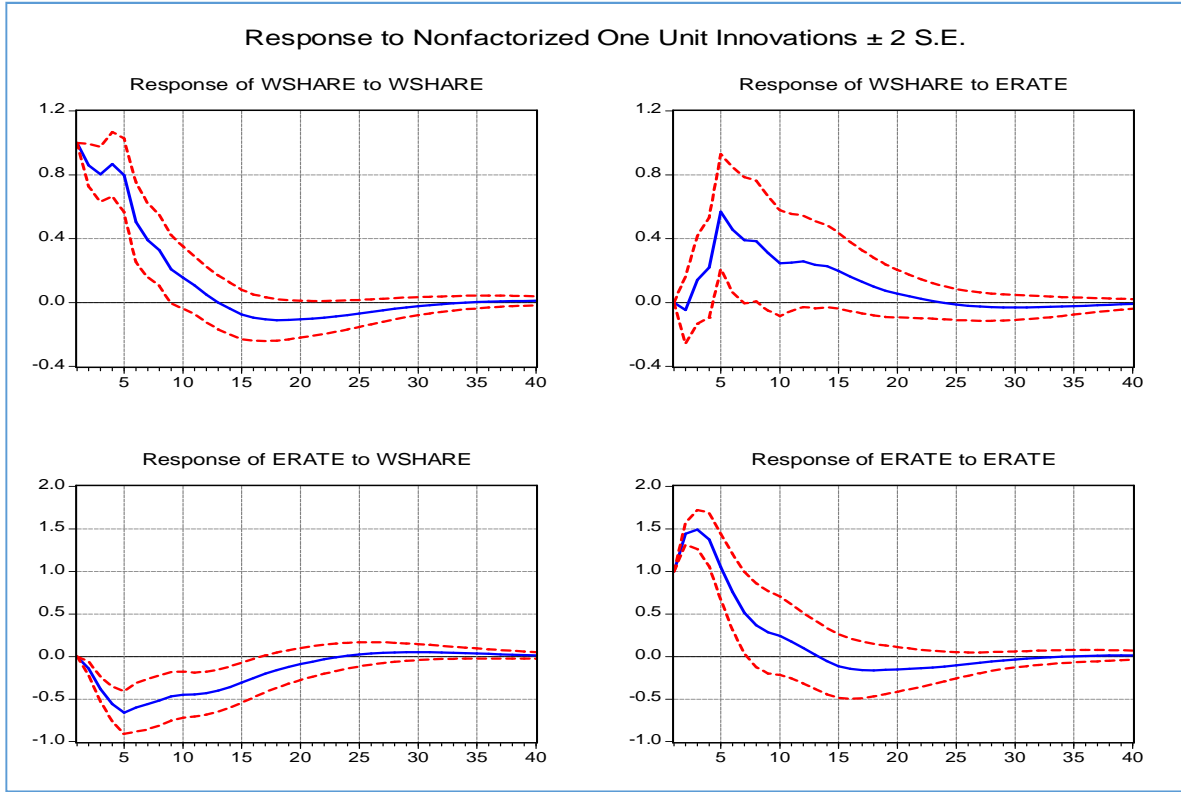 Response to Nonfactorized One Unit Innovations ± 2 S.E.
Response of WSHARE to WSHARE
1.2
0.8
0.4
0.0
-0.4
5 10 15 20 25 30 35 40
Response of WSHARE to ERATE
1.2
0.8
0.4
0.0
-0.4
5 10 15 20 25 30 35 40
Response of ERATE to WSHARE
2.0
1.5
1.0
0.5
0.0
-0.5
-1.0
5 10 15 20 25 30 35 40
Response of ERATE to ERATE
2.0
1.5
1.0
0.5
0.0
-0.5
-1.0
5 10 15 20 25 30 35 40